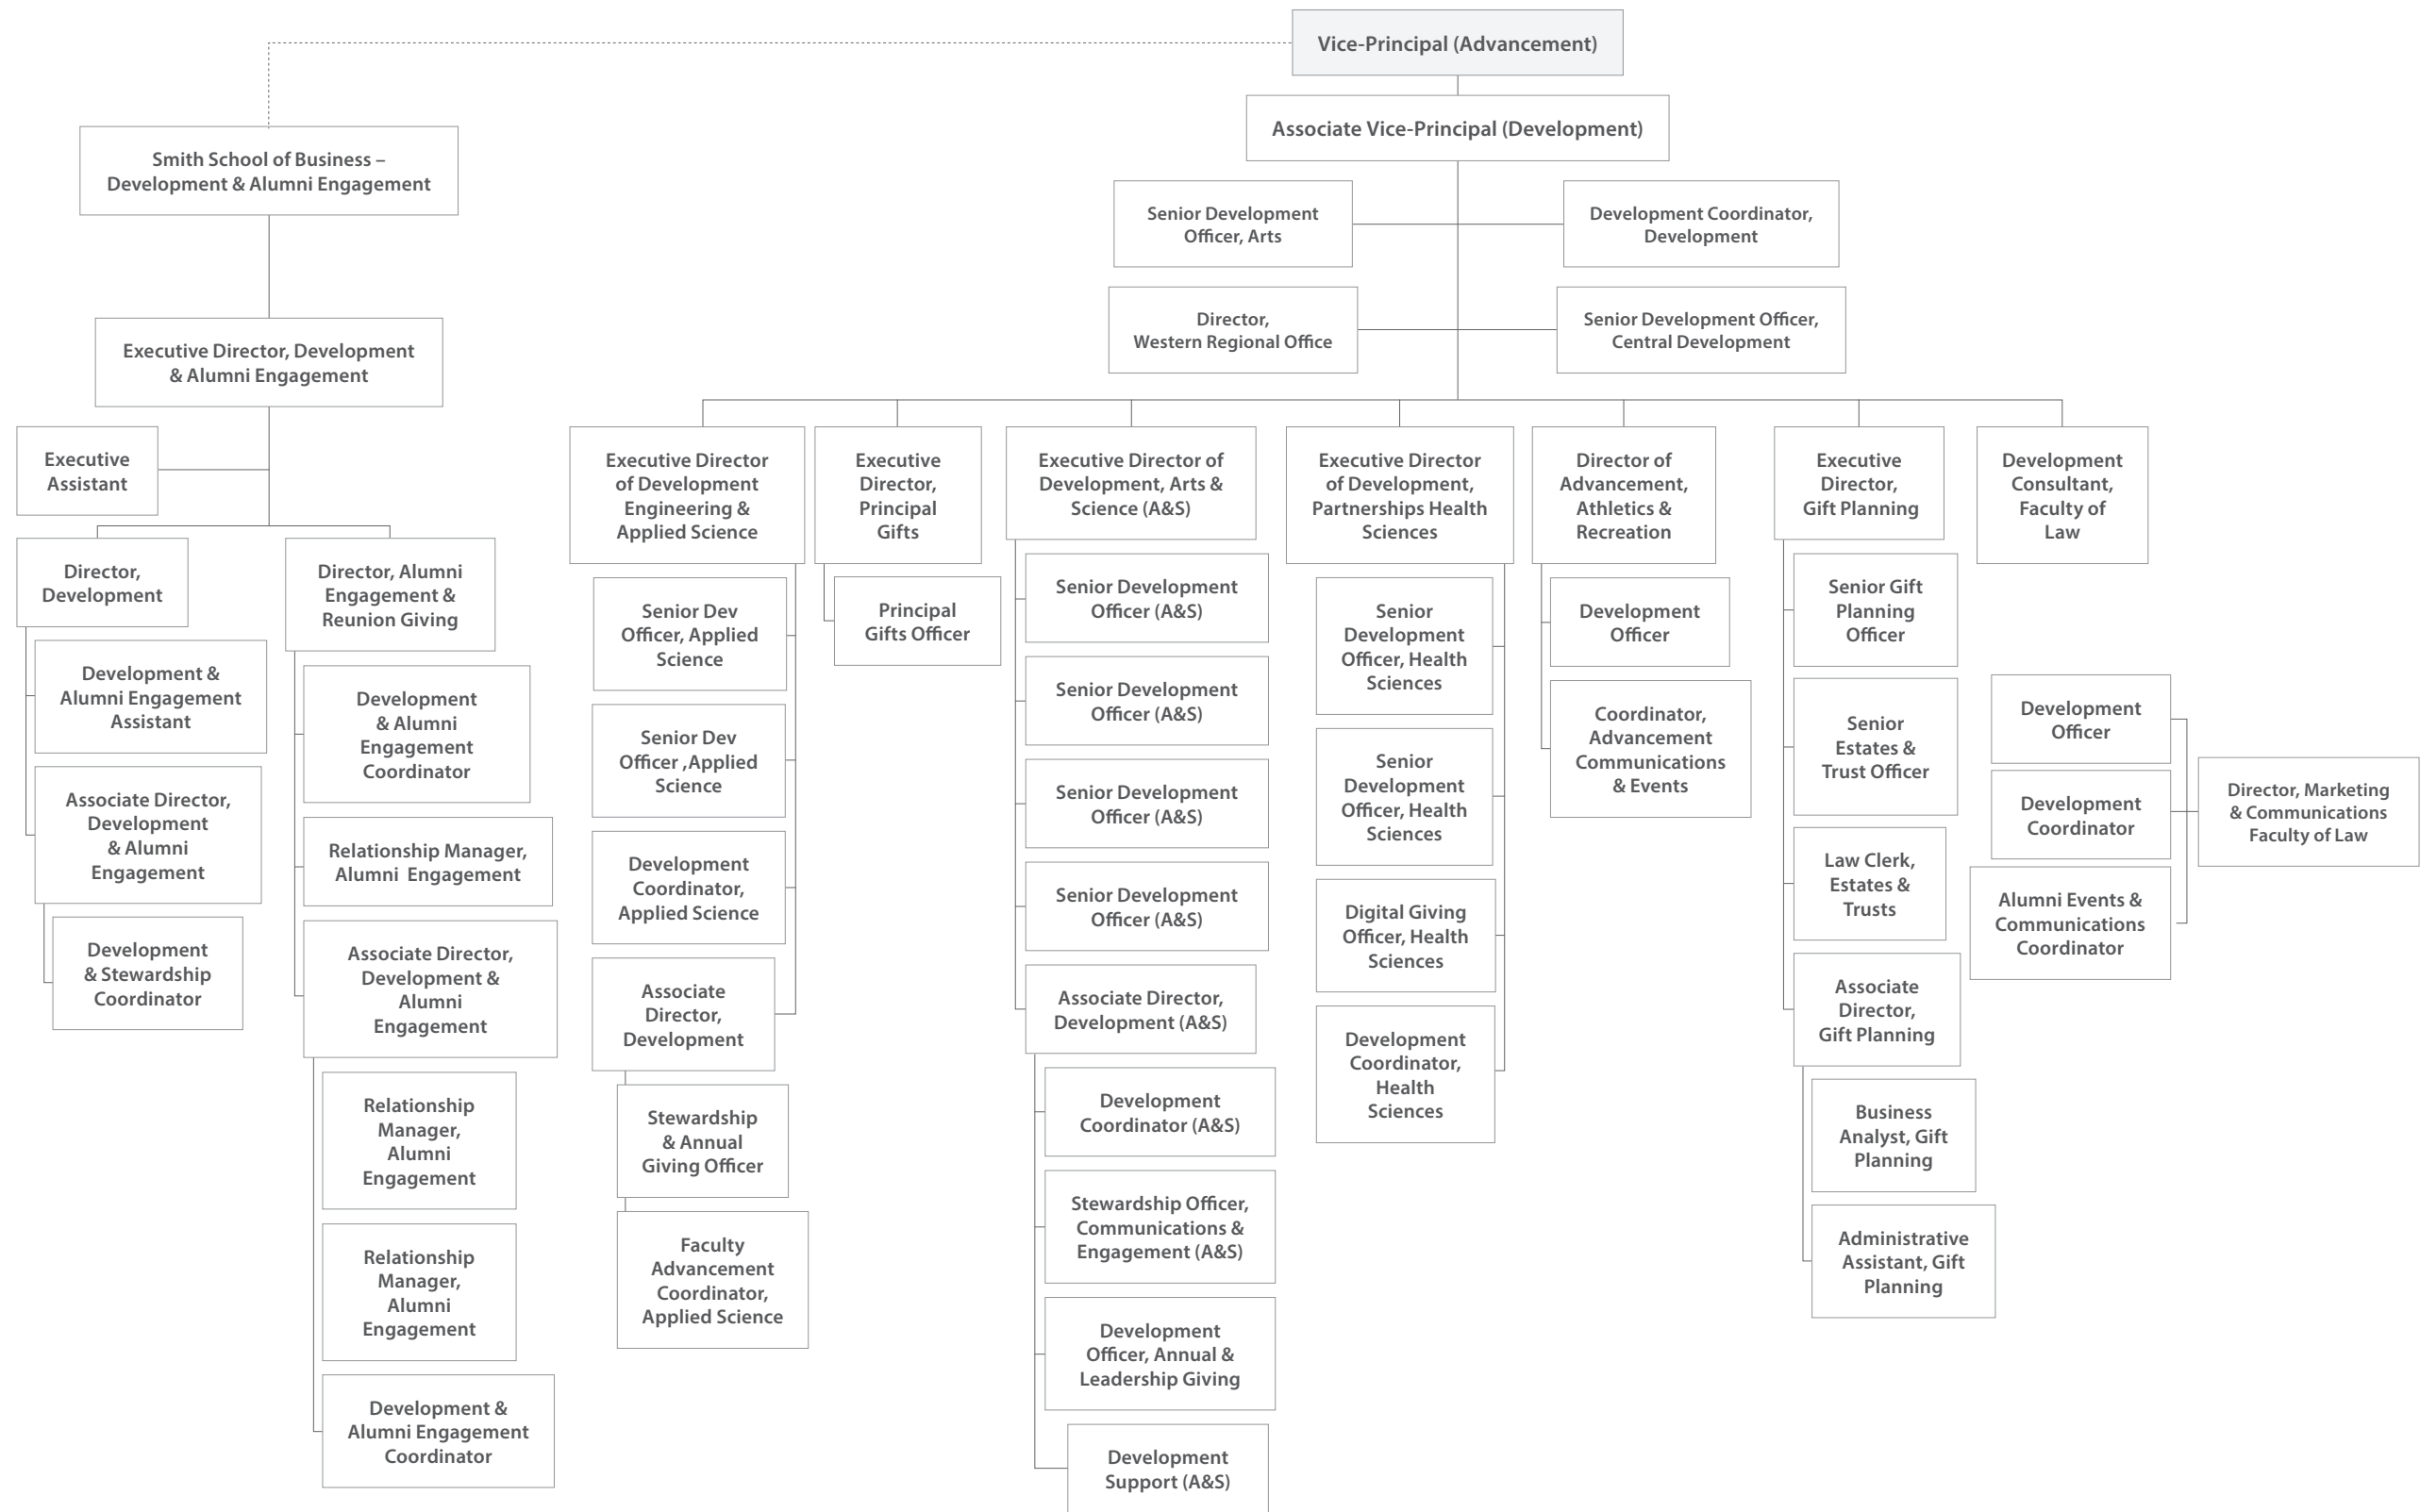 Vice-Principal (Advancement)
Associate Vice-Principal (Development)
Smith School of Business –
Development & Alumni Engagement
Senior Development
Officer, Arts
Development Coordinator,
Development
Director,
Western Regional Office
Senior Development Officer,
Central Development
Executive Director, Development
& Alumni Engagement
Executive
Assistant
Director,
Development
Development &
Alumni Engagement
Assistant
Associate Director,
Development
& Alumni
Engagement
Development
& Stewardship
Coordinator
Director, Alumni
Engagement &
Reunion Giving
Development
& Alumni
Engagement
Coordinator
Relationship Manager,
Alumni Engagement
Associate Director,
Development &
Alumni
Engagement
Relationship
Manager,
Alumni
Engagement
Relationship
Manager,
Alumni
Engagement
Development &
Alumni Engagement
Coordinator
Executive Director
of Development
Engineering &
Applied Science
Senior Dev
Officer, Applied
Science
Senior Dev
Officer ,Applied
Science
Development
Coordinator,
Applied Science
Associate
Director,
Development
Stewardship
& Annual
Giving Officer
Faculty
Advancement
Coordinator,
Applied Science
Executive
Director,
Principal
Gifts
Principal
Gifts Officer
Executive Director of
Development, Arts &
Science (A&S)
Senior Development
Officer (A&S)
Senior Development
Officer (A&S)
Senior Development
Officer (A&S)
Senior Development
Officer (A&S)
Associate Director,
Development (A&S)
Development
Coordinator (A&S)
Stewardship Officer,
Communications &
Engagement (A&S)
Development
Officer, Annual &
Leadership Giving
Development
Support (A&S)
Executive Director
of Development,
Partnerships Health
Sciences
Senior
Development
Officer, Health
Sciences
Senior
Development
Officer, Health
Sciences
Digital Giving
Officer, Health
Sciences
Development
Coordinator,
Health
Sciences
Director of
Advancement,
Athletics &
Recreation
Development
Officer
Coordinator,
Advancement
Communications
& Events
Executive
Director,
Gift Planning
Senior Gift
Planning
Officer
Senior
Estates &
Trust Officer
Law Clerk,
Estates &
Trusts
Associate
Director,
Gift Planning
Business
Analyst, Gift
Planning
Administrative
Assistant, Gift
Planning
Development
Consultant,
Faculty of
Law
Development
Officer
Development
Coordinator
Alumni Events &
Communications
Coordinator
Director, Marketing
& Communications
Faculty of Law